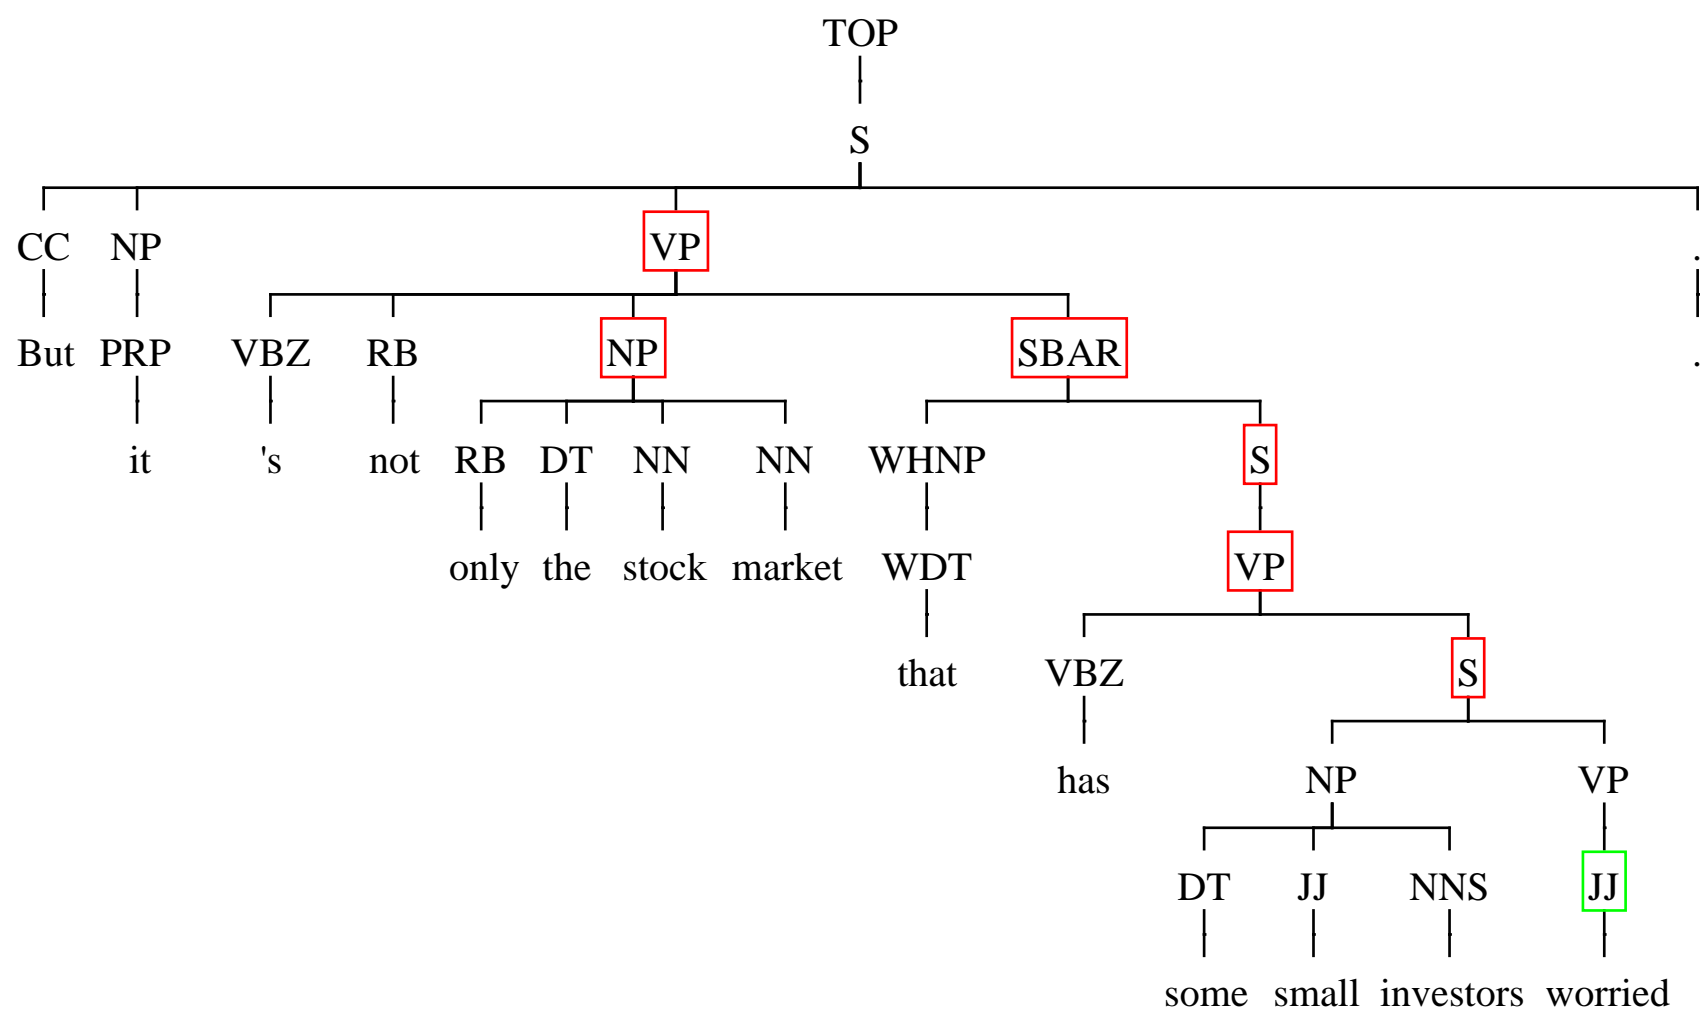 TOP
S
CC NP VP .
But PRP VBZ RB NP SBAR .
it 's not RB DT NN NN WHNP S
only the stock market WDT VP
that VBZ S
has NP VP
DT JJ NNS JJ
some small investors worried